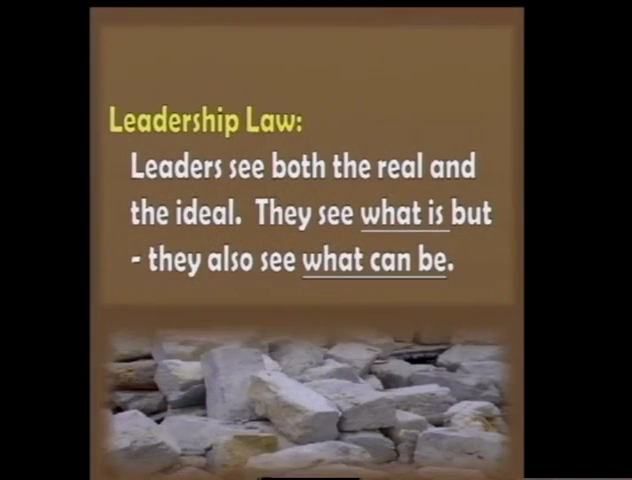 Leadership Law:
Leaders see both the real and
the ideal.  They see what is but
- they also see what can be.